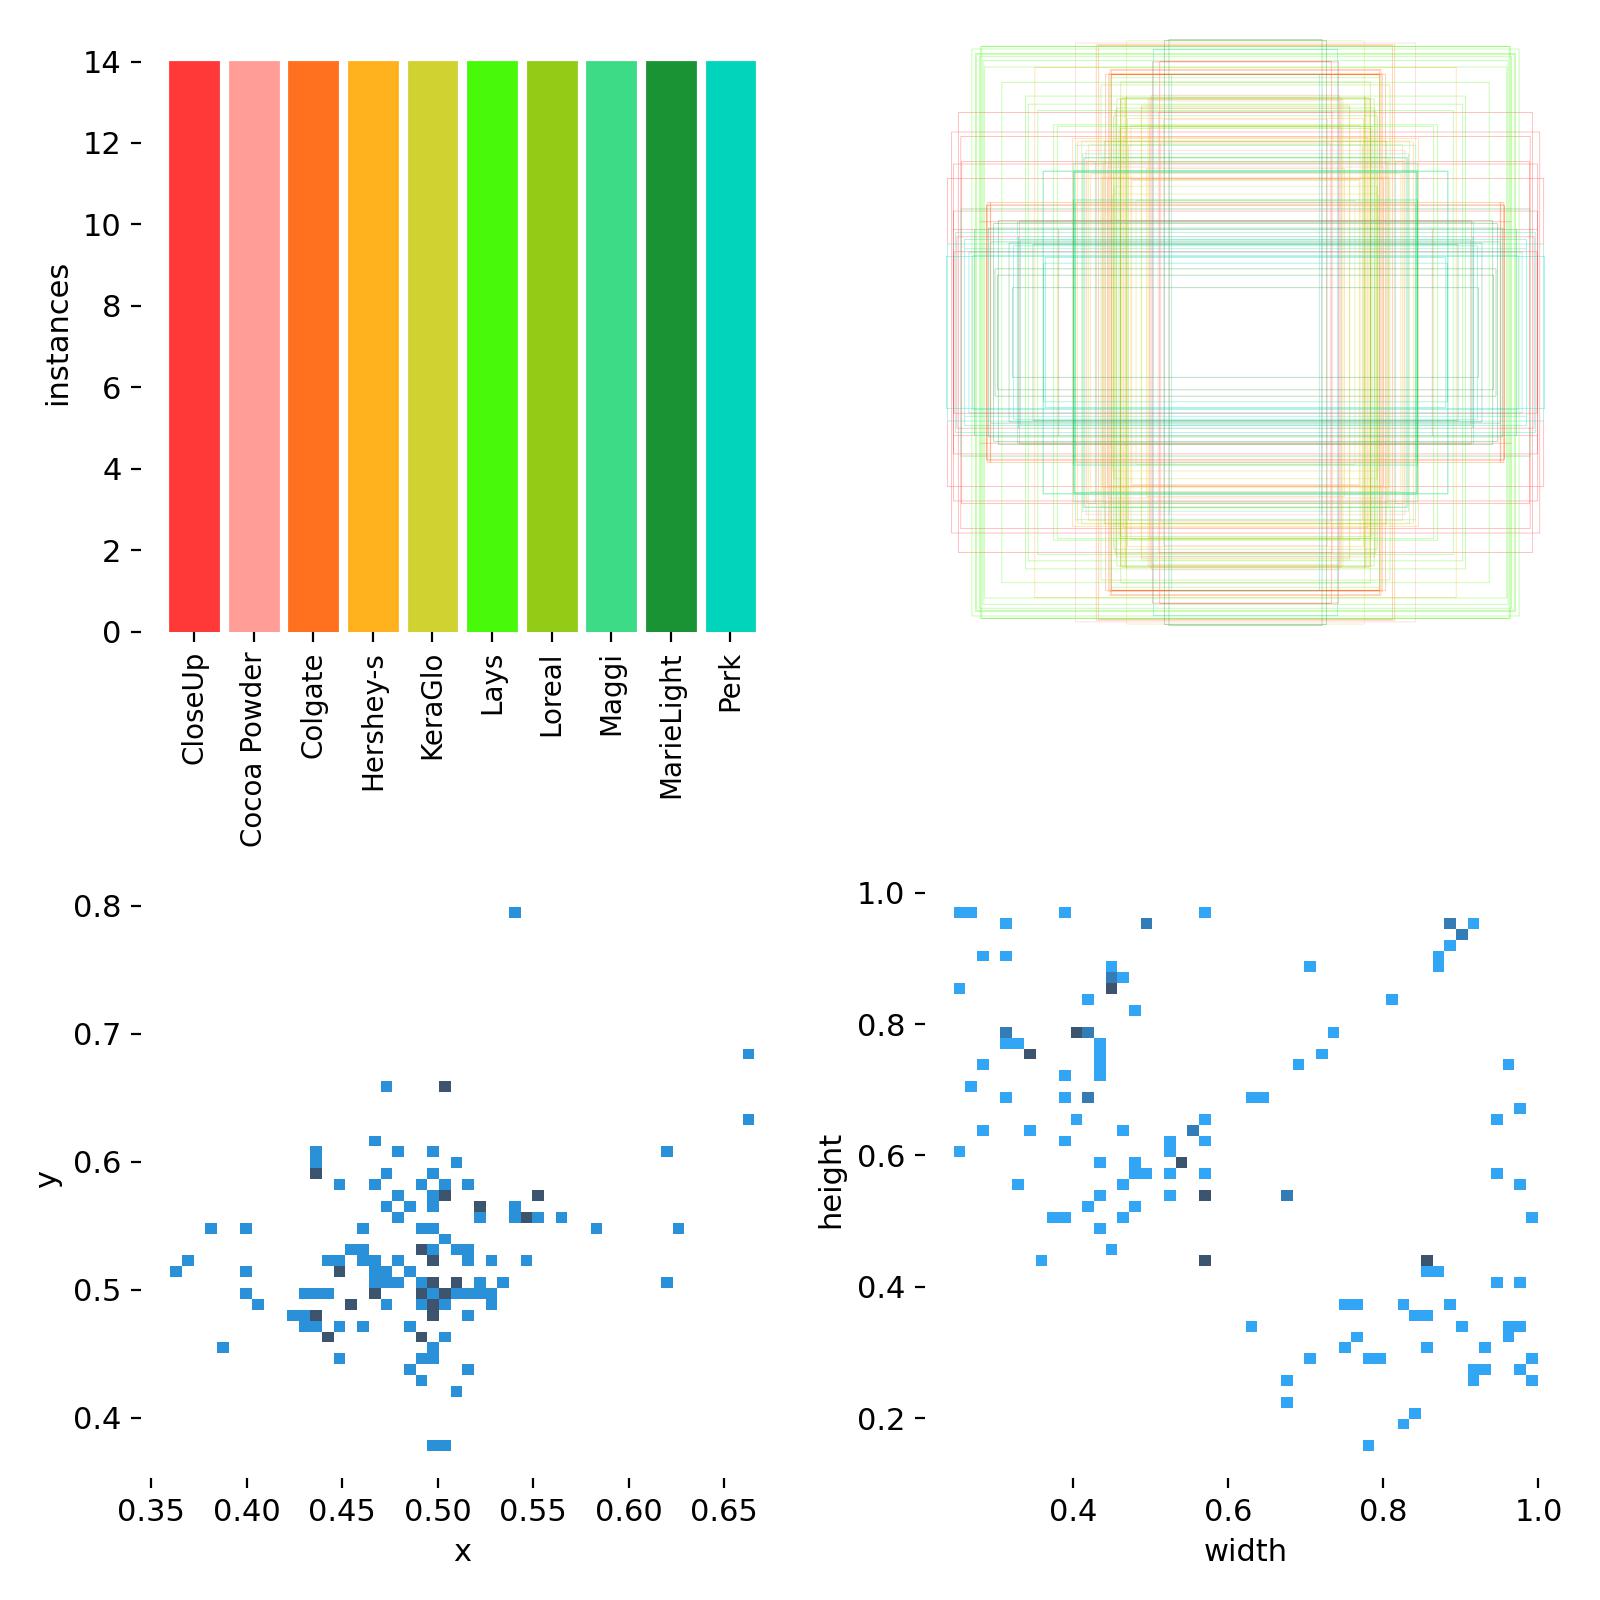 14
12
10
8
6
4
2
0
instances
CloseUp
Cocoa Powder
Colgate
Hershey-s
KeraGlo
Lays
Loreal
Maggi
MarieLight
Perk
0.8
0.7
0.6
0.5
0.4
y
0.35 0.40 0.45 0.50 0.55 0.60 0.65
x
1.0
0.8
0.6
0.4
0.2
height
0.4 0.6 0.8 1.0
width